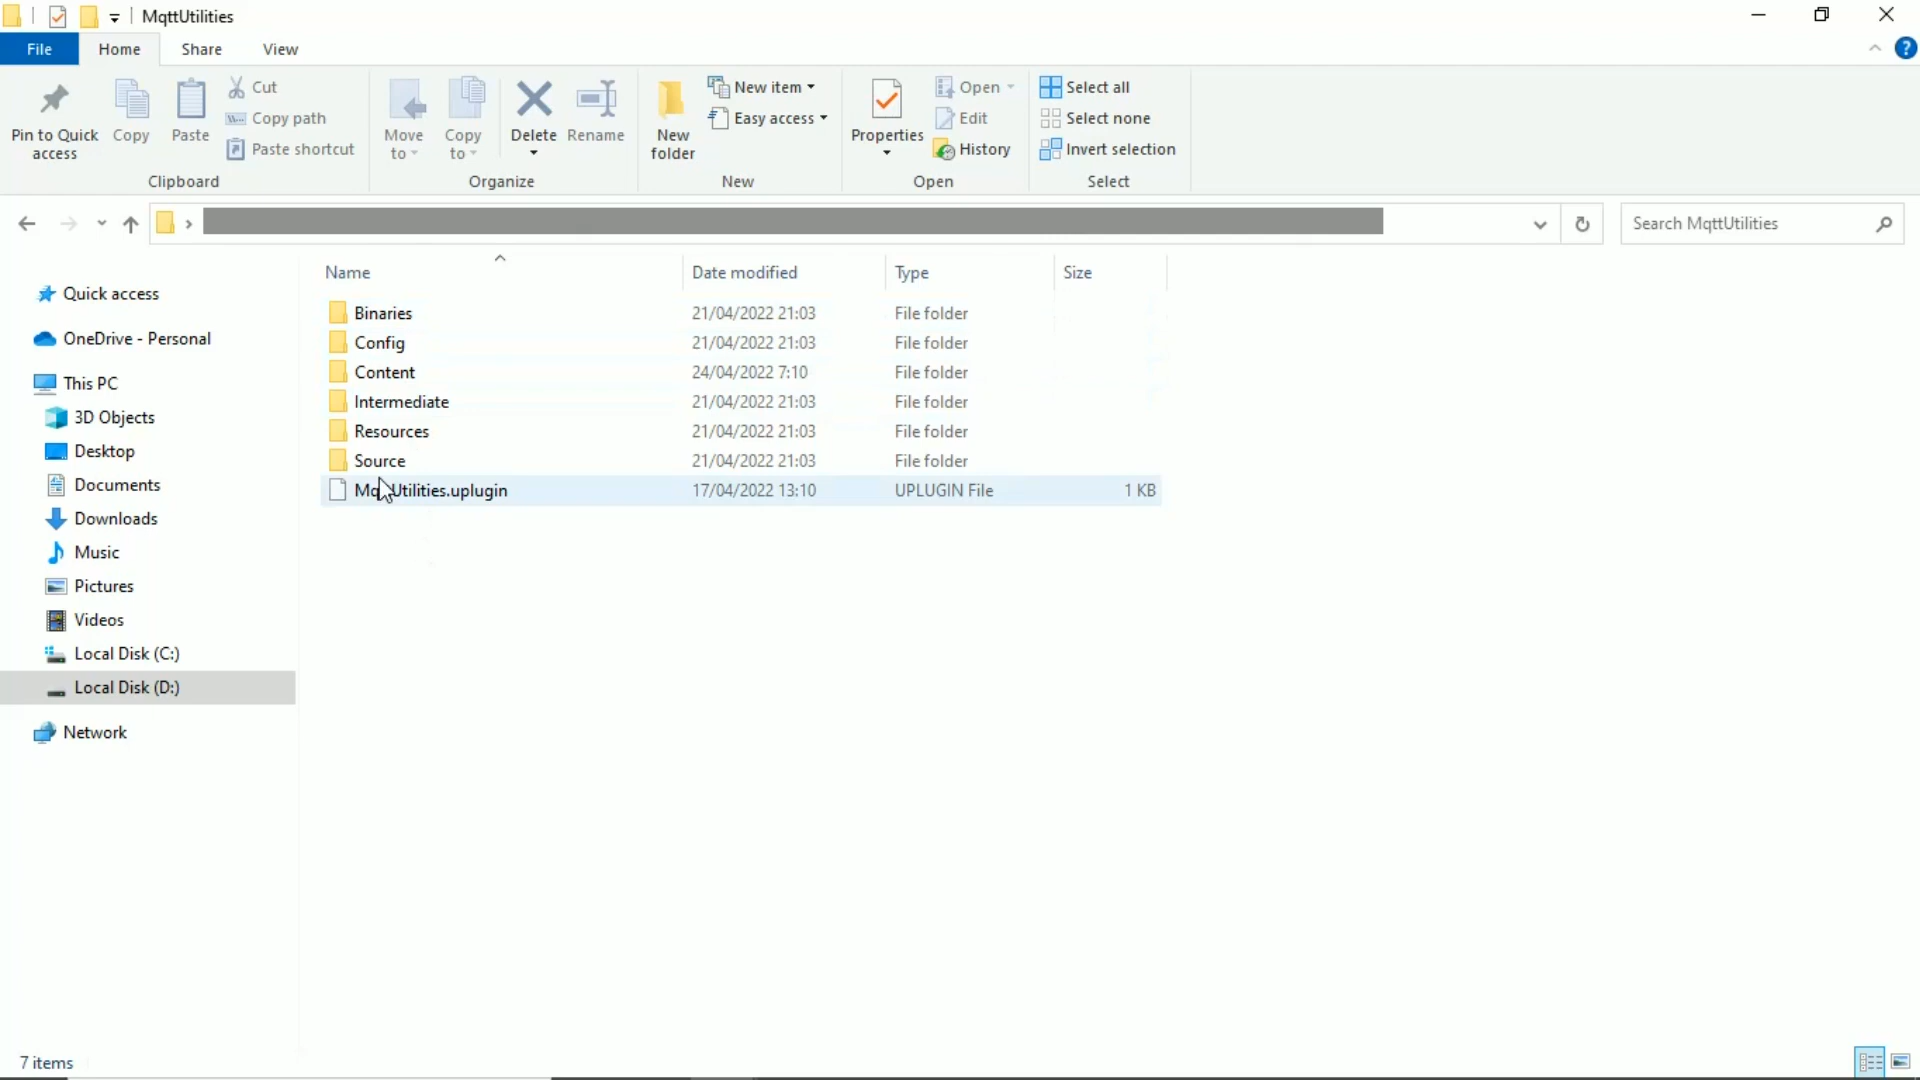 MqttUtilities
File Home Share View
Pin to Quick access
Copy
Paste
Cut
Copy path
Paste shortcut
Clipboard
Move to
Copy to
Delete
Rename
Organize
New folder
New item
Easy access
New
Properties
Open
Edit
History
Open
Select all
Select none
Invert selection
Select
Search MqttUtilities
Quick access
OneDrive - Personal
This PC
3D Objects
Desktop
Documents
Downloads
Music
Pictures
Videos
Local Disk (C:)
Local Disk (D:)
Network
Name Date modified Type Size
Binaries 21/04/2022 21:03 File folder
Config 21/04/2022 21:03 File folder
Content 24/04/2022 7:10 File folder
Intermediate 21/04/2022 21:03 File folder
Resources 21/04/2022 21:03 File folder
Source 21/04/2022 21:03 File folder
MqttUtilities.uplugin 17/04/2022 13:10 UPLUGIN File 1 KB
7 items